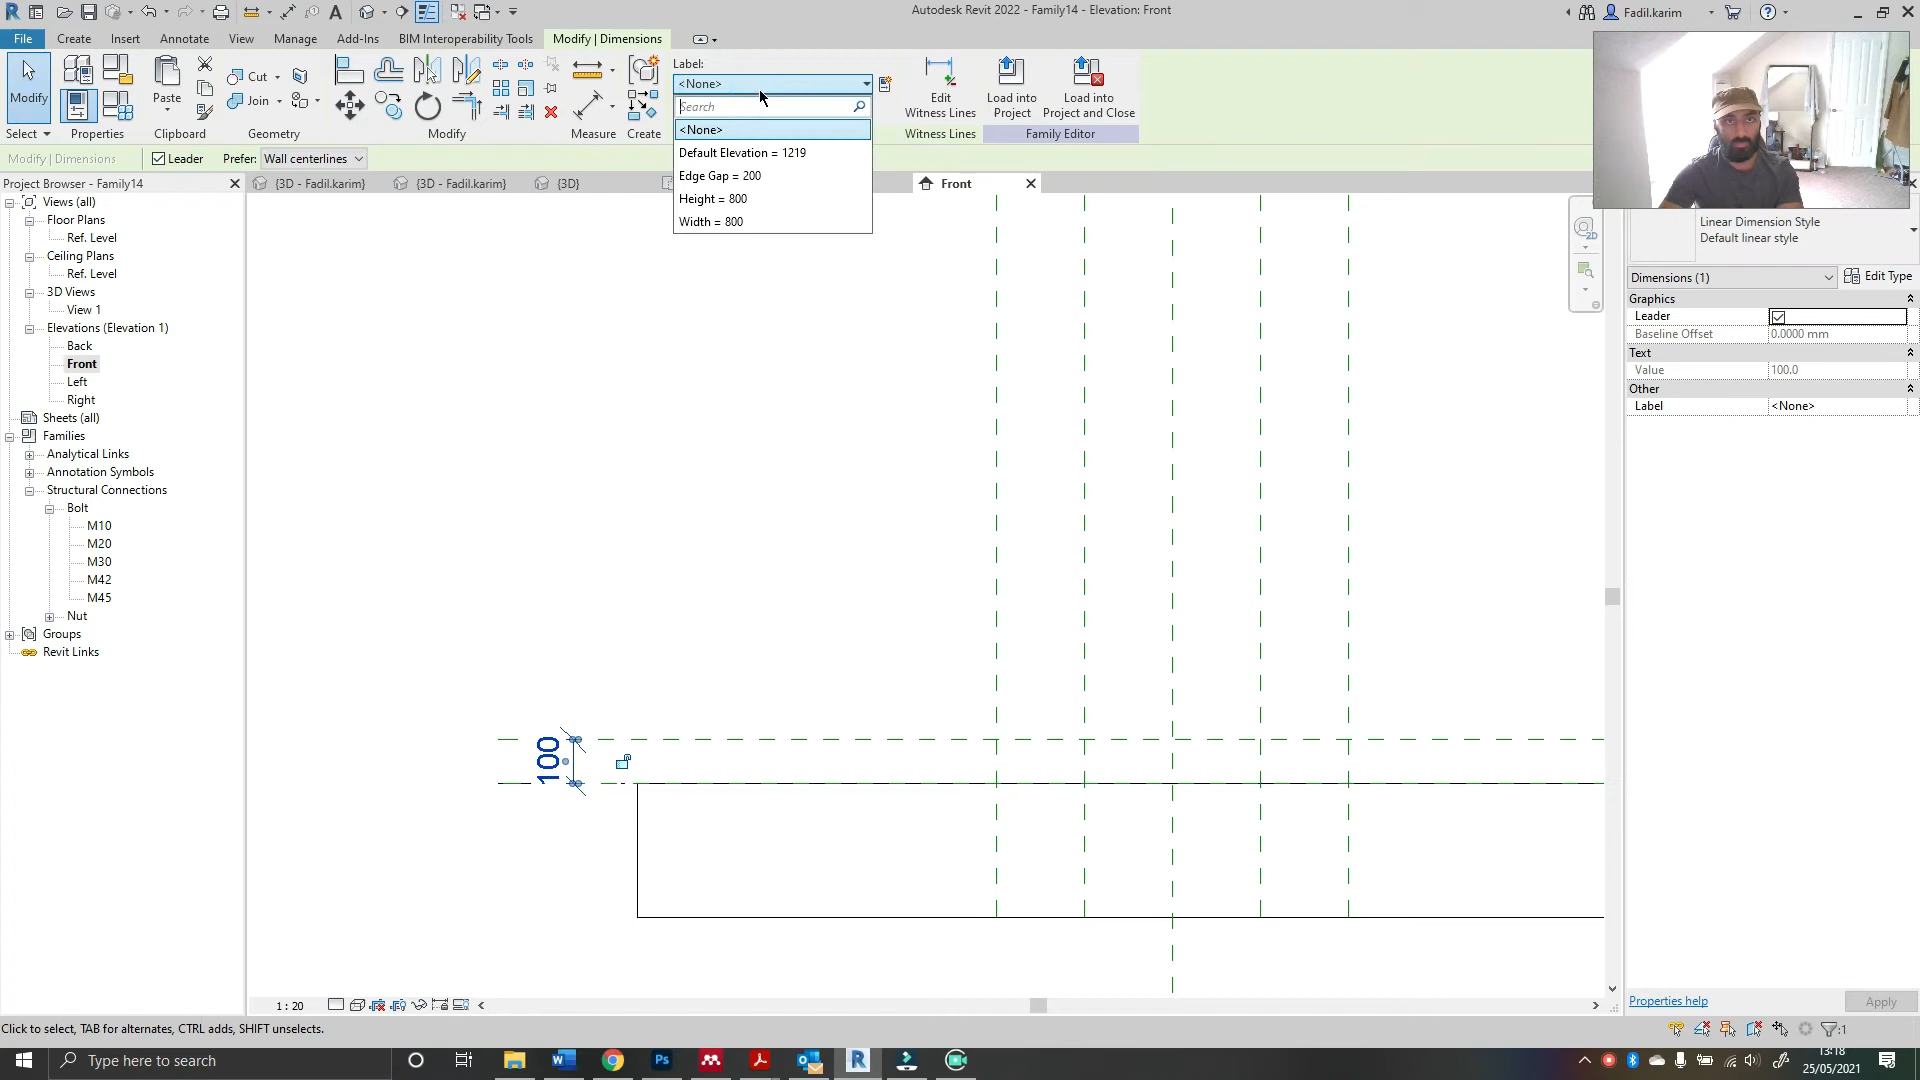 Autodesk Revit 2022 - Family14 - Elevation: Front
Fadil.karim
File Create Insert Annotate View Manage Add-Ins BIM Interoperability Tools Modify | Dimensions
Modify
Select
Properties
Paste
Clipboard
Cut
Join
Geometry
Modify
Measure
Create
Label:
<None>
Search
<None>
Default Elevation = 1219
Edge Gap = 200
Height = 800
Width = 800
Edit
Witness Lines
Witness Lines
Load into
Project
Load into
Project and Close
Family Editor
Modify | Dimensions
Leader
Prefer: Wall centerlines
Project Browser - Family14
{3D - Fadil.karim}
{3D - Fadil.karim}
{3D}
Front
Views (all)
Floor Plans
Ref. Level
Ceiling Plans
Ref. Level
3D Views
View 1
Elevations (Elevation 1)
Back
Front
Left
Right
Sheets (all)
Families
Analytical Links
Annotation Symbols
Structural Connections
Bolt
M10
M20
M30
M42
M45
Nut
Groups
Revit Links
100
2D
Linear Dimension Style
Default linear style
Dimensions (1)
Edit Type
Graphics
Leader
Baseline Offset 0.0000 mm
Text
Value 100.0
Other
Label <None>
Properties help
Apply
1 : 20
Click to select, TAB for alternates, CTRL adds, SHIFT unselects.
:1
Type here to search
13:18
25/05/2021